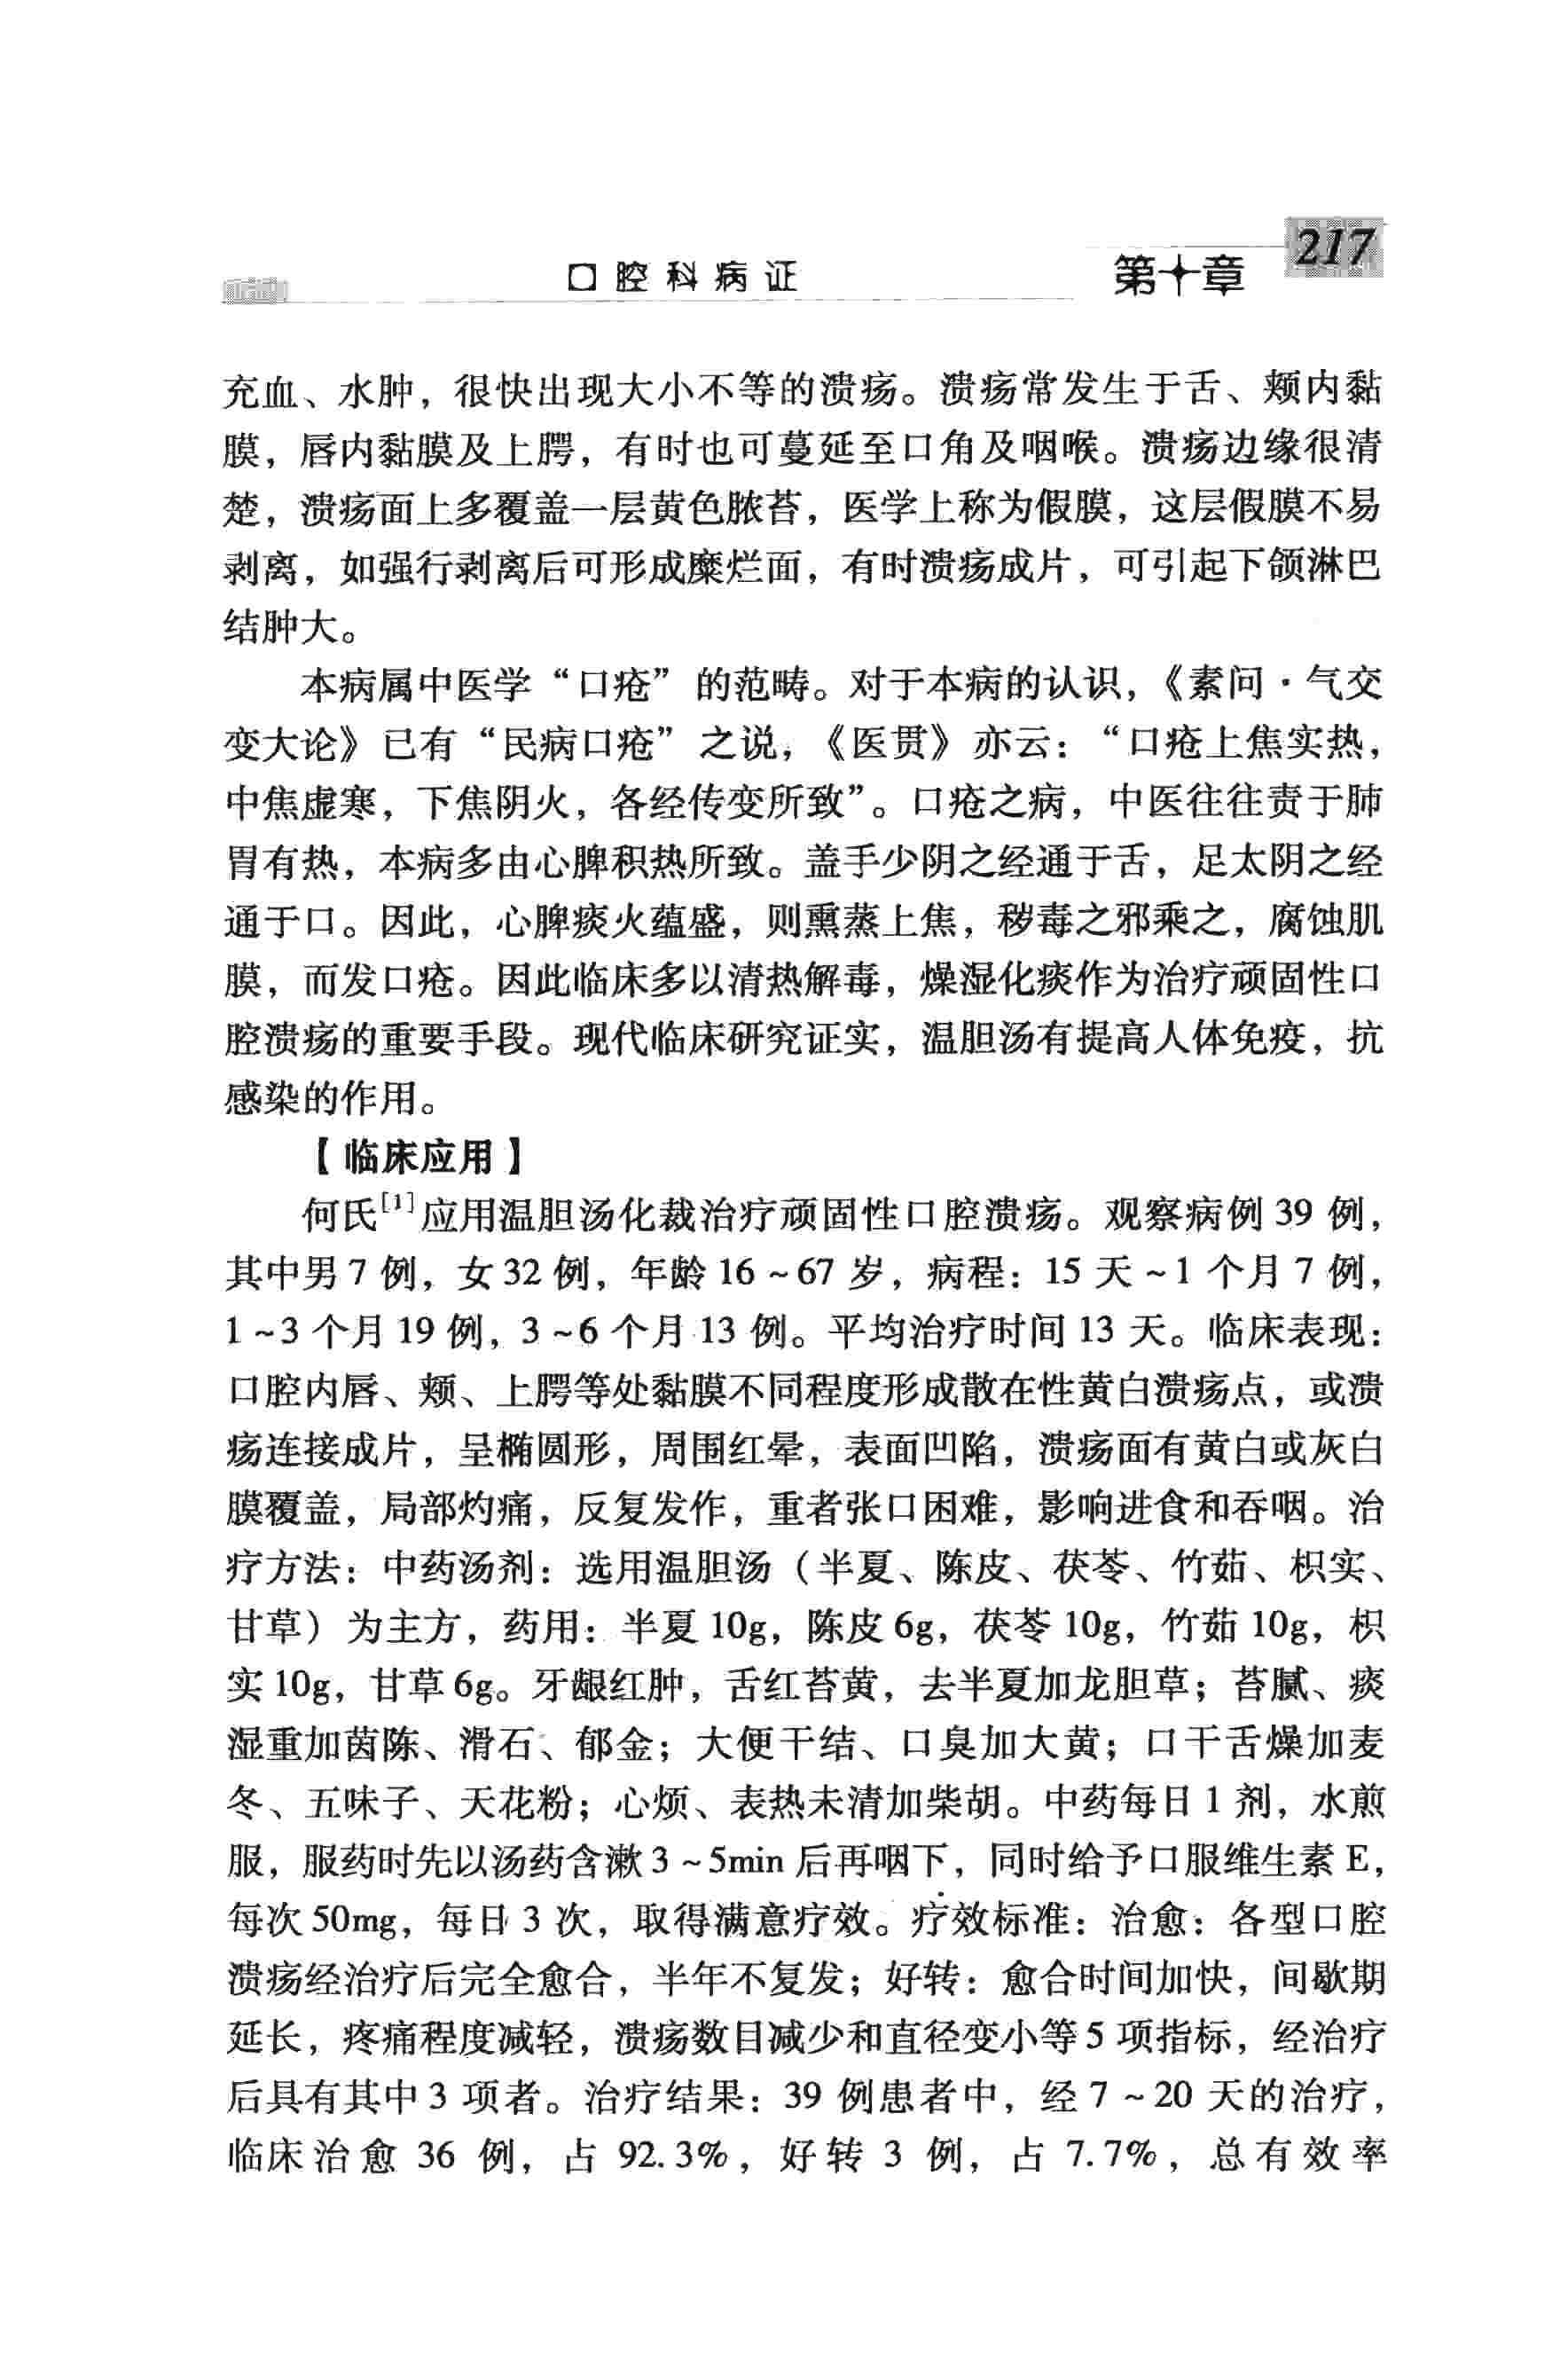 口腔科病证 第十章 217
充血、水肿，很快出现大小不等的溃疡。溃疡常发生于舌、颊内黏
膜，唇内黏膜及上腭，有时也可蔓延至口角及咽喉。溃疡边缘很清
楚，溃疡面上多覆盖一层黄色脓苔，医学上称为假膜，这层假膜不易
剥离，如强行剥离后可形成糜烂面，有时溃疡成片，可引起下颌淋巴
结肿大。
本病属中医学“口疮”的范畴。对于本病的认识，《素问·气交
变大论》已有“民病口疮”之说，《医贯》亦云：“口疮上焦实热，
中焦虚寒，下焦阴火，各经传变所致”。口疮之病，中医往往责于肺
胃有热，本病多由心脾积热所致。盖手少阴之经通于舌，足太阴之经
通于口。因此，心脾痰火蕴盛，则熏蒸上焦，秽毒之邪乘之，腐蚀肌
膜，而发口疮。因此临床多以清热解毒，燥湿化痰作为治疗顽固性口
腔溃疡的重要手段。现代临床研究证实，温胆汤有提高人体免疫，抗
感染的作用。
【临床应用】
何氏[1]应用温胆汤化裁治疗顽固性口腔溃疡。观察病例 39 例，
其中男 7 例，女 32 例，年龄 16～67 岁，病程：15 天～1 个月 7 例，
1～3 个月 19 例，3～6 个月 13 例。平均治疗时间 13 天。临床表现：
口腔内唇、颊、上腭等处黏膜不同程度形成散在性黄白溃疡点，或溃
疡连接成片，呈椭圆形，周围红晕，表面凹陷，溃疡面有黄白或灰白
膜覆盖，局部灼痛，反复发作，重者张口困难，影响进食和吞咽。治
疗方法：中药汤剂：选用温胆汤（半夏、陈皮、茯苓、竹茹、枳实、
甘草）为主方，药用：半夏 10g，陈皮 6g，茯苓 10g，竹茹 10g，枳
实 10g，甘草 6g。牙龈红肿，舌红苔黄，去半夏加龙胆草；苔腻、痰
湿重加茵陈、滑石、郁金；大便干结、口臭加大黄；口干舌燥加麦
冬、五味子、天花粉；心烦、表热未清加柴胡。中药每日 1 剂，水煎
服，服药时先以汤药含漱 3～5min 后再咽下，同时给予口服维生素 E，
每次 50mg，每日 3 次，取得满意疗效。疗效标准：治愈：各型口腔
溃疡经治疗后完全愈合，半年不复发；好转：愈合时间加快，间歇期
延长，疼痛程度减轻，溃疡数目减少和直径变小等 5 项指标，经治疗
后具有其中 3 项者。治疗结果：39 例患者中，经 7～20 天的治疗，
临床治愈 36 例，占 92.3%，好转 3 例，占 7.7%，总有效率